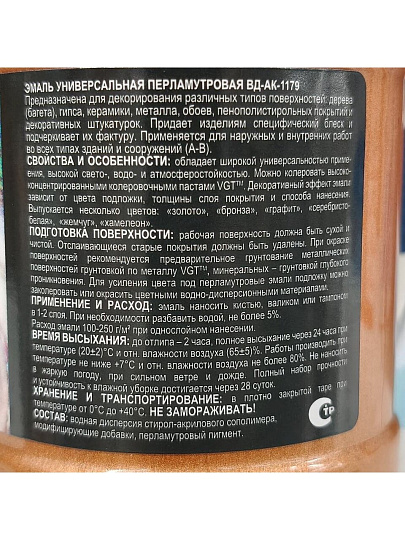 ЭМАЛЬ УНИВЕРСАЛЬНАЯ ПЕРЛАМУТРОВАЯ ВД-АК-1179
Предназначена для декорирования различных типов поверхностей: дерева
(багета), гипса, керамики, металла, обоев, пенополистирольных покрытий и
декоративных штукатурок. Придает изделиям специфический блеск и
подчеркивает их фактуру. Применяется для наружных и внутренних работ
во всех типах зданий и сооружений (А-В).
СВОЙСТВА И ОСОБЕННОСТИ: обладает широкой универсальностью приме-
нения, высокой свето-, водо- и атмосферостойкостью. Можно колеровать высоко-
концентрированными колеровочными пастами VGT™. Декоративный эффект эмали
зависит от цвета подложки, толщины слоя покрытия и способа нанесения.
Выпускается несколько цветов: «золото», «бронза», «графит», «серебристо-
белая», «жемчуг», «хамелеон».
ПОДГОТОВКА ПОВЕРХНОСТИ: рабочая поверхность должна быть сухой и
чистой. Отслаивающиеся старые покрытия должны быть удалены. При окраске
поверхностей рекомендуется предварительное грунтование металлических
поверхностей грунтовкой по металлу VGT™, минеральных – грунтовкой глубокого
проникновения. Для усиления цвета под перламутровые эмали подложку можно
заколеровать или окрасить цветными водно-дисперсионными материалами.
ПРИМЕНЕНИЕ И РАСХОД: эмаль наносить кистью, валиком или тампоном
в 1-2 слоя. При необходимости разбавить водой, не более 5%.
Расход эмали 100-250 г/м² при однослойном нанесении.
ВРЕМЯ ВЫСЫХАНИЯ: до отлипа – 2 часа, полное высыхание через 24 часа при
температуре (20±2)°С и отн. влажности воздуха (65±5)%. Работы производить при
температуре не ниже +7°С и отн. влажности воздуха не более 80%. Не наносить
в жаркую погоду, при сильном ветре и дожде. Полный набор прочности
и устойчивость к влажной уборке достигается через 28 суток.
ХРАНЕНИЕ И ТРАНСПОРТИРОВАНИЕ: в плотно закрытой таре при
температуре от 0°С до +40°С. НЕ ЗАМОРАЖИВАТЬ!
СОСТАВ: водная дисперсия стирол-акрилового сополимера,
модифицирующие добавки, перламутровый пигмент.